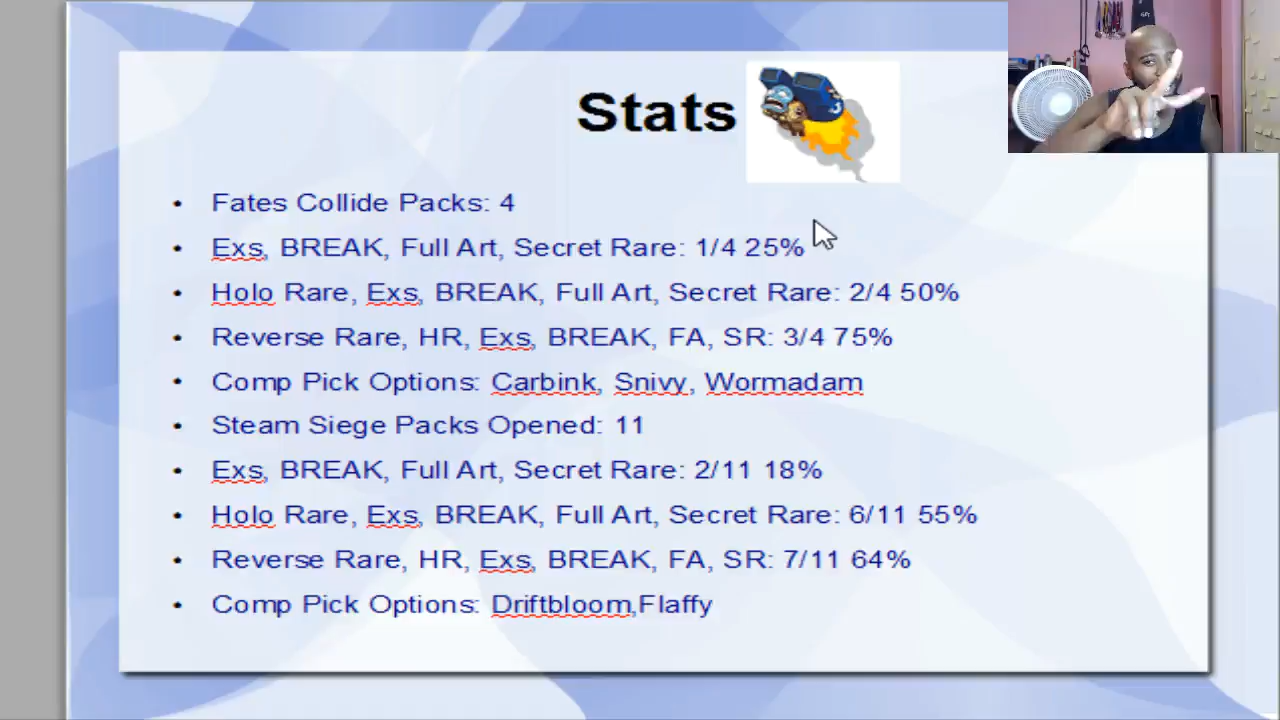 Stats
Fates Collide Packs: 4
Exs, BREAK, Full Art, Secret Rare: 1/4 25%
Holo Rare, Exs, BREAK, Full Art, Secret Rare: 2/4 50%
Reverse Rare, HR, Exs, BREAK, FA, SR: 3/4 75%
Comp Pick Options: Carbink, Snivy, Wormadam
Steam Siege Packs Opened: 11
Exs, BREAK, Full Art, Secret Rare: 2/11 18%
Holo Rare, Exs, BREAK, Full Art, Secret Rare: 6/11 55%
Reverse Rare, HR, Exs, BREAK, FA, SR: 7/11 64%
Comp Pick Options: Driftbloom,Flaffy